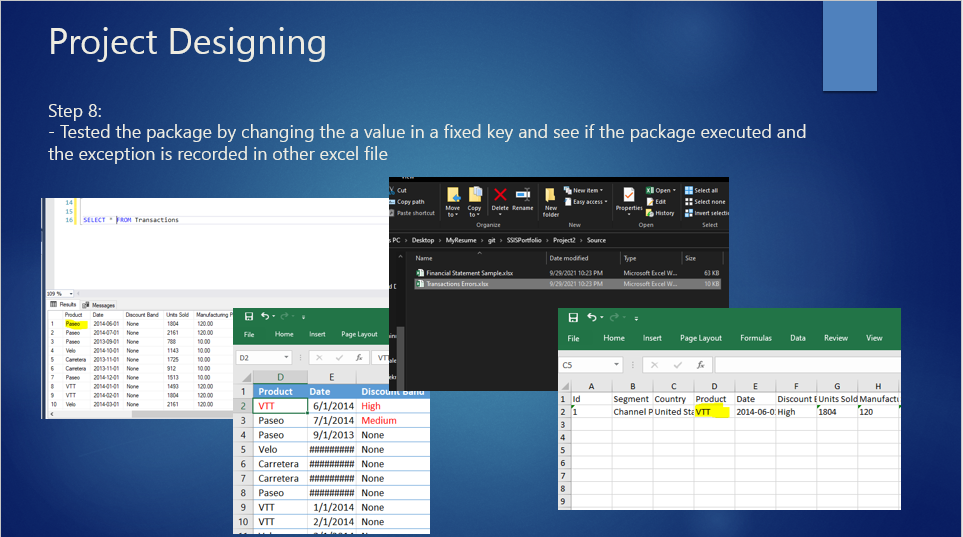 Project Designing
Step 8:
- Tested the package by changing the a value in a fixed key and see if the package executed and
the exception is recorded in other excel file
14
15
16 SELECT * FROM Transactions
109 %
Results Messages
Product Date Discount Band Units Sold Manufacturing P
1 Paseo 2014-06-01 None 1804 120.00
2 Paseo 2014-07-01 None 2161 120.00
3 Paseo 2013-09-01 None 788 10.00
4 Velo 2014-10-01 None 1143 10.00
5 Carretera 2013-11-01 None 1725 10.00
6 Carretera 2013-11-01 None 912 10.00
7 Paseo 2014-12-01 None 1513 10.00
8 VTT 2014-01-01 None 1493 120.00
9 VTT 2014-02-01 None 1804 10.00
10 Velo 2014-03-01 None 2161 10.00
View
Cut
Copy path
Paste shortcut
Move to
Copy to
Delete
Rename
New folder
New item
Easy access
Properties
Open
Edit
History
Select all
Select none
Invert selection
Organize New Open Select
s PC > Desktop > MyResume > git > SSISPortfolio > Project2 > Source
Name Date modified Type Size
Financial Statement Sample.xlsx 9/29/2021 10:23 PM Microsoft Excel W... 63 KB
Transactions Errors.xlsx 9/29/2021 10:23 PM Microsoft Excel W... 10 KB
File Home Insert Page Layout
D2 fx VTT
D E
1 Product Date Discount Band
2 VTT 6/1/2014 High
3 Paseo 7/1/2014 Medium
4 Paseo 9/1/2013 None
5 Velo ######### None
6 Carretera ######### None
7 Carretera ######### None
8 Paseo ######### None
9 VTT 1/1/2014 None
10 VTT 2/1/2014 None
File Home Insert Page Layout Formulas Data Review View
C5 fx
A B C D E F G H
1 Id Segment Country Product Date Discount B Units Sold Manufactu
2 1 Channel P United Sta VTT 2014-06-0 High 1804 120
3
4
5
6
7
8
9